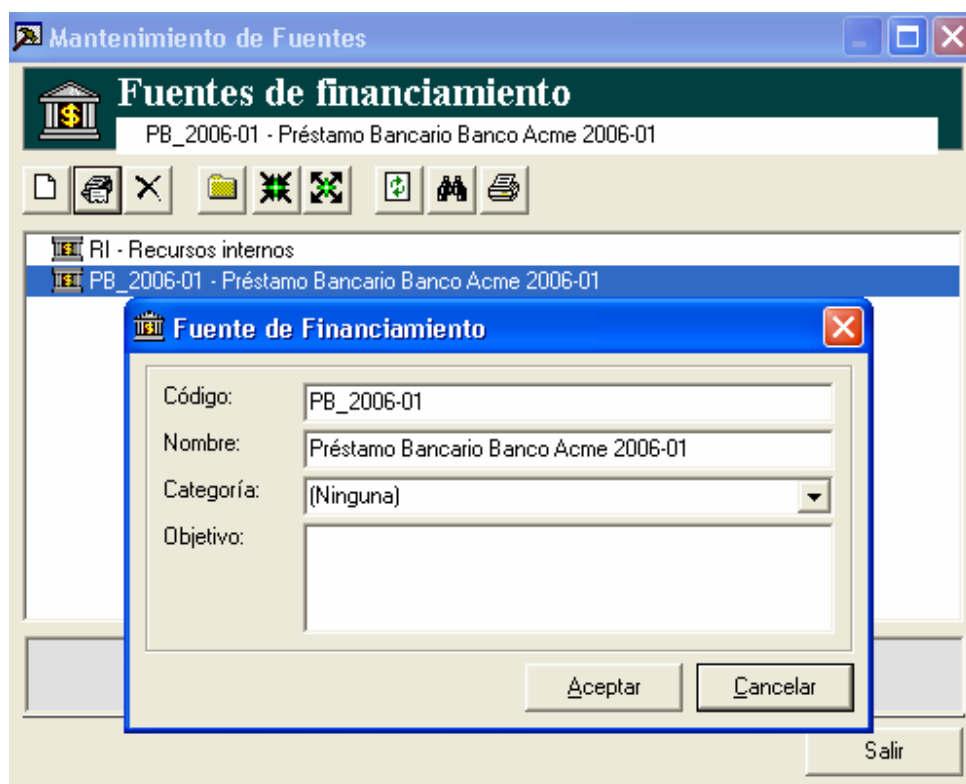 Mantenimiento de Fuentes
Fuentes de financiamiento
PB_2006-01 - Préstamo Bancario Banco Acme 2006-01
RI - Recursos internos
PB_2006-01 - Préstamo Bancario Banco Acme 2006-01
Fuente de Financiamiento
Código: PB_2006-01
Nombre: Préstamo Bancario Banco Acme 2006-01
Categoría: (Ninguna)
Objetivo:
Aceptar Cancelar
Salir